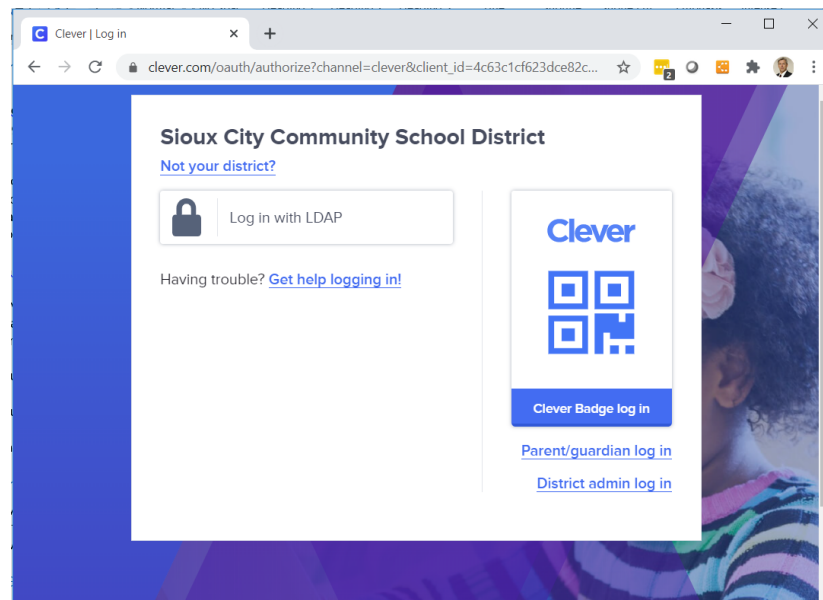 Clever | Log in
clever.com/oauth/authorize?channel=clever&client_id=4c63c1cf623dce82c...
2
Sioux City Community School District
Not your district?
Log in with LDAP
Having trouble? Get help logging in!
Clever
Clever Badge log in
Parent/guardian log in
District admin log in